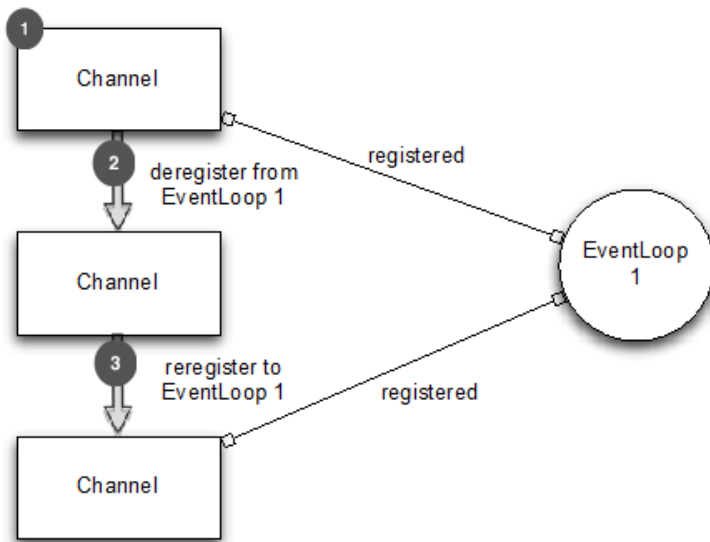 1
Channel
2
deregister from
EventLoop 1
registered
EventLoop
1
Channel
3
reregister to
EventLoop 1
registered
Channel